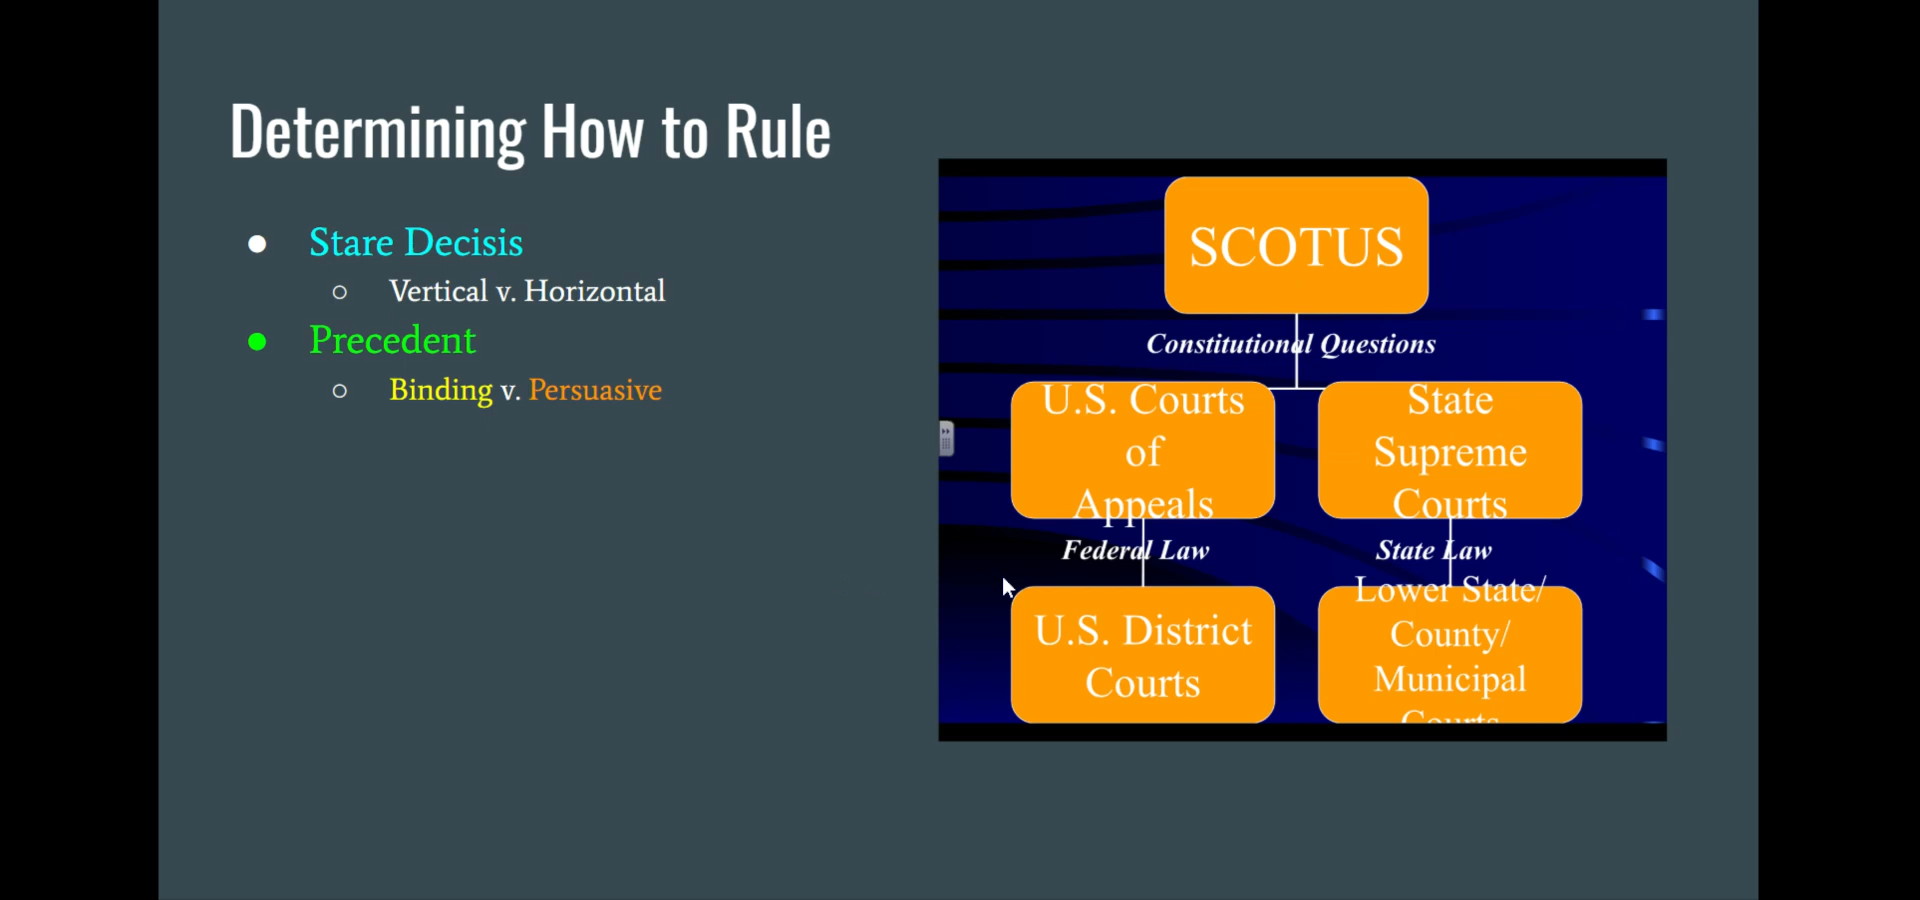 Determining How to Rule
Stare Decisis
Vertical v. Horizontal
Precedent
Binding v. Persuasive
SCOTUS
Constitutional Questions
U.S. Courts
of
Appeals
State
Supreme
Courts
Federal Law
State Law
U.S. District
Courts
Lower State/
County/
Municipal
Courts